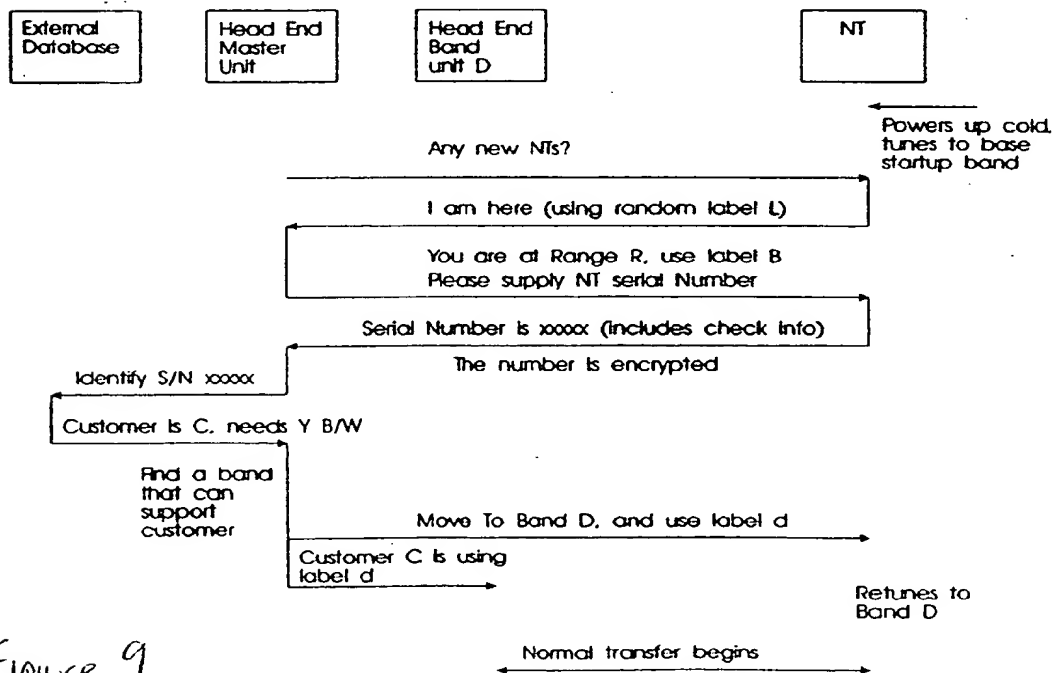 External
Database
Head End
Master
Unit
Head End
Band
unit D
NT
Powers up cold,
tunes to base
startup band
Any new NTs?
I am here (using random label L)
You are at Range R, use label B
Please supply NT serial Number
Serial Number is xxxxx (includes check info)
The number is encrypted
Identify S/N xxxxx
Customer is C, needs Y B/W
Find a band
that can
support
customer
Move To Band D, and use label d
Customer C is using
label d
Retunes to
Band D
Normal transfer begins
Figure 9